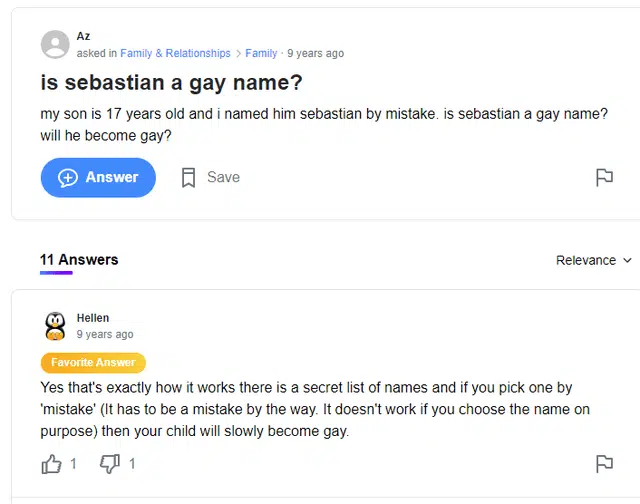 Az
asked in Family & Relationships > Family · 9 years ago
is sebastian a gay name?
my son is 17 years old and i named him sebastian by mistake. is sebastian a gay name?
will he become gay?
Answer Save
11 Answers Relevance
Hellen
9 years ago
Favorite Answer
Yes that's exactly how it works there is a secret list of names and if you pick one by
'mistake' (It has to be a mistake by the way. It doesn't work if you choose the name on
purpose) then your child will slowly become gay.
1 1